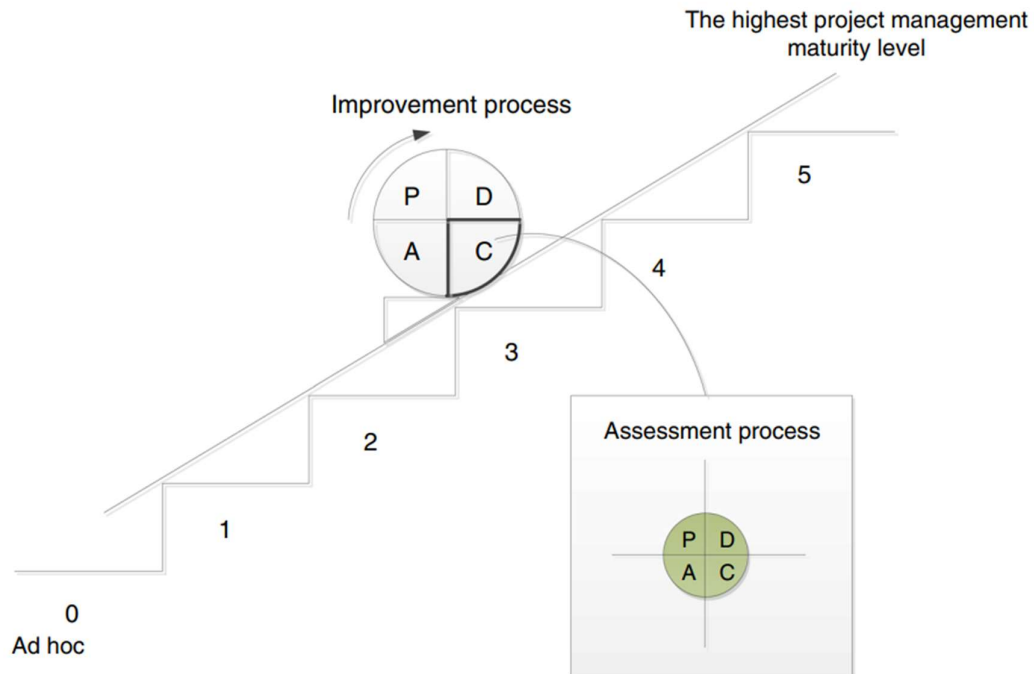 The highest project management
maturity level
Improvement process
P D
A C
5
4
3
2
1
0
Ad hoc
Assessment process
P D
A C